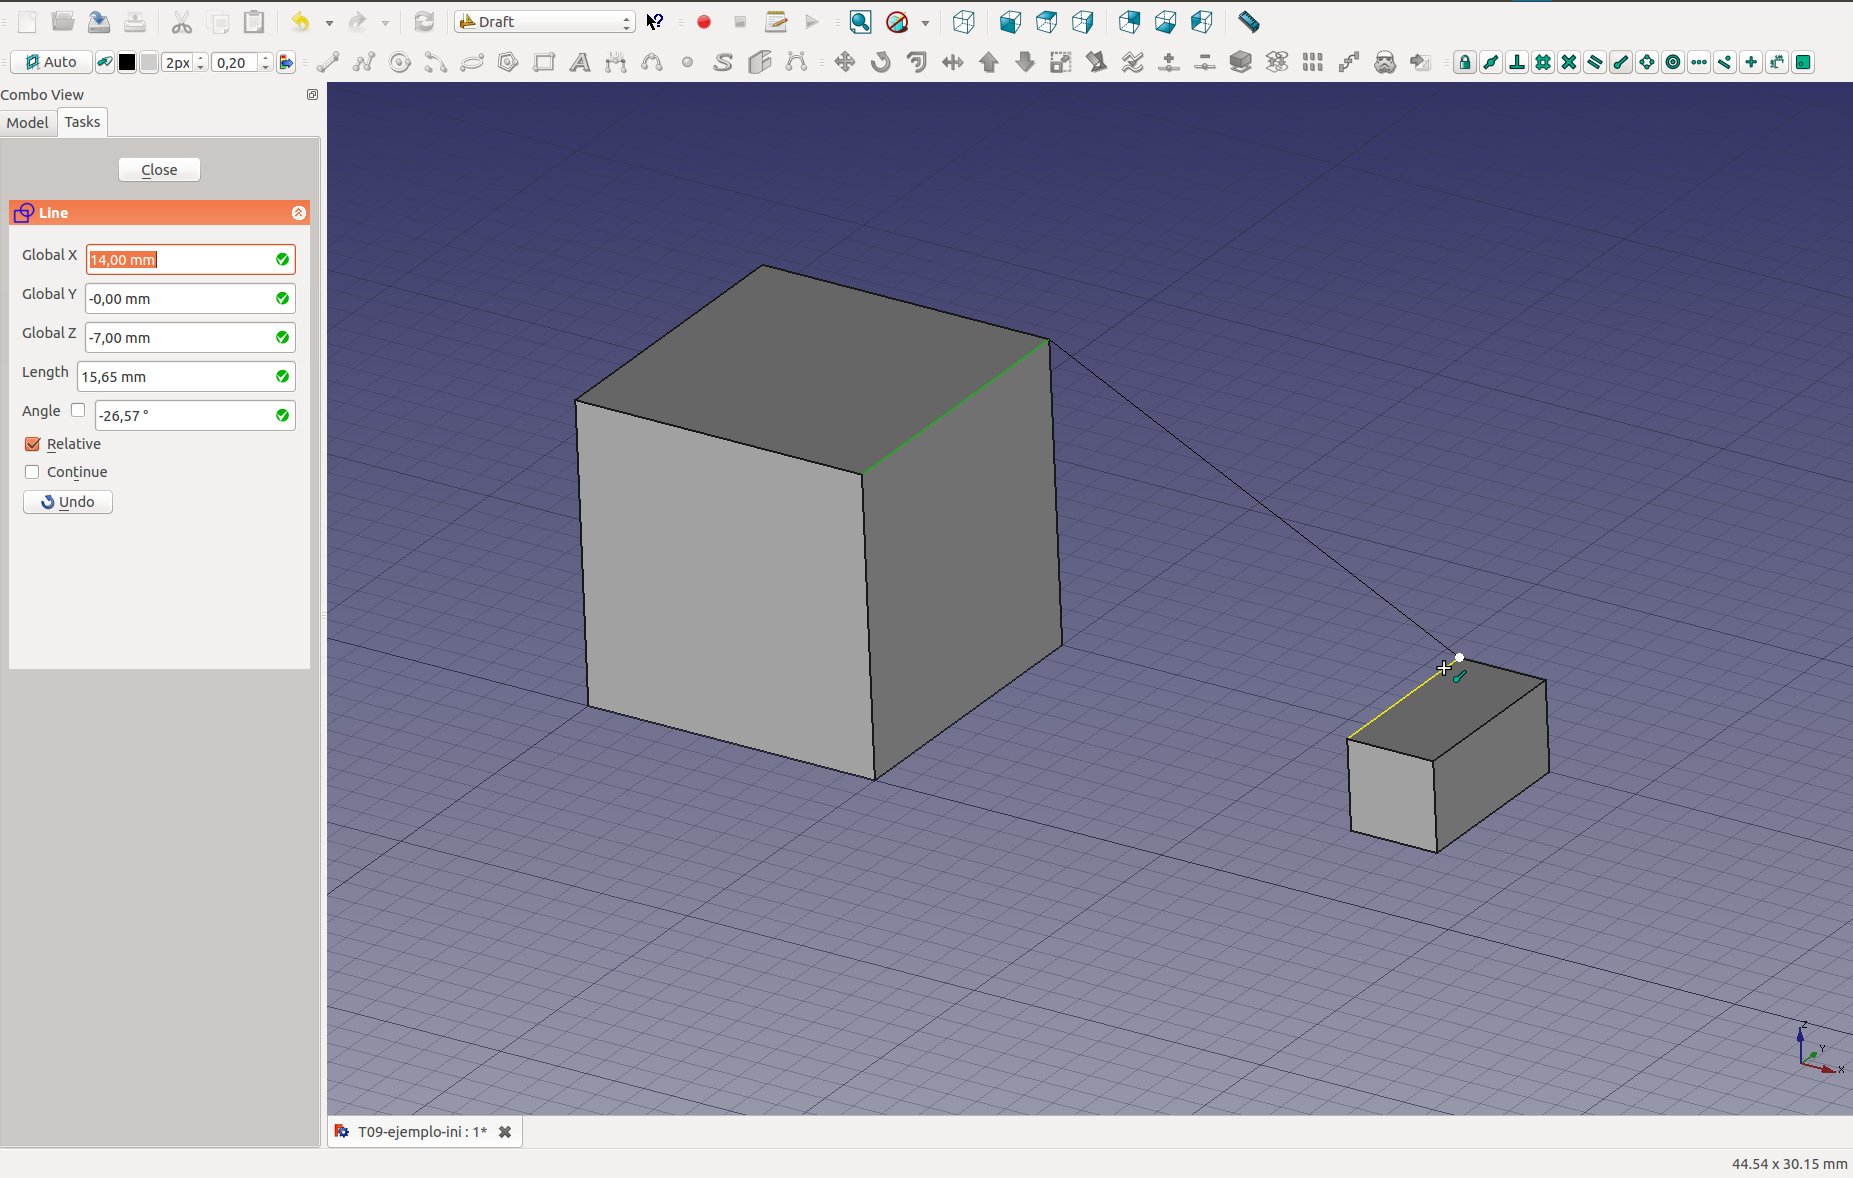 Draft
Auto
2px
0,20
Combo View
Model
Tasks
Close
Line
Global X
14,00 mm
Global Y
-0,00 mm
Global Z
-7,00 mm
Length
15,65 mm
Angle
-26,57 °
Relative
Continue
Undo
Z
Y
X
T09-ejemplo-ini : 1*
44.54 x 30.15 mm